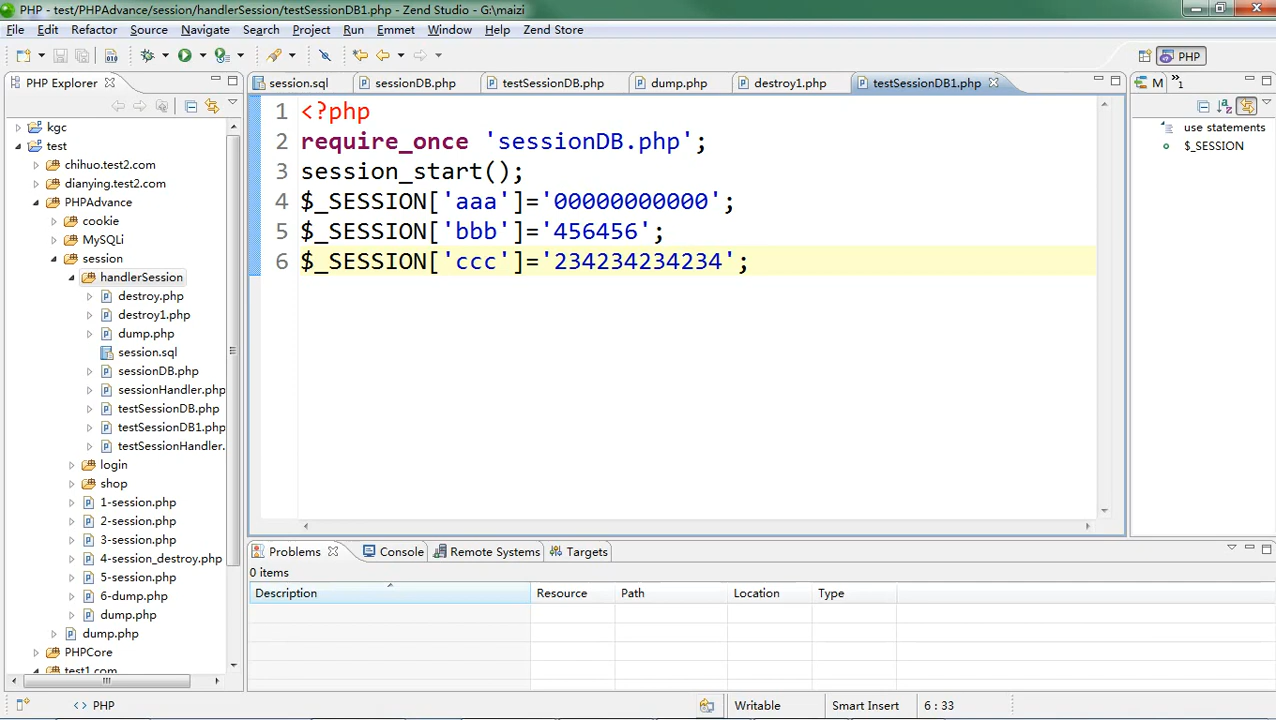 PHP - test/PHPAdvance/session/handlerSession/testSessionDB1.php - Zend Studio - G:\maizi
File Edit Refactor Source Navigate Search Project Run Emmet Window Help Zend Store
PHP
PHP Explorer
session.sql sessionDB.php testSessionDB.php dump.php destroy1.php testSessionDB1.php
M
1
kgc
test
chihuo.test2.com
dianying.test2.com
PHPAdvance
cookie
MySQLi
session
handlerSession
destroy.php
destroy1.php
dump.php
session.sql
sessionDB.php
sessionHandler.php
testSessionDB.php
testSessionDB1.php
testSessionHandler.
login
shop
1-session.php
2-session.php
3-session.php
4-session_destroy.php
5-session.php
6-dump.php
dump.php
dump.php
PHPCore
test1.com
1 <?php
2 require_once 'sessionDB.php';
3 session_start();
4 $_SESSION['aaa']='00000000000';
5 $_SESSION['bbb']='456456';
6 $_SESSION['ccc']='234234234234';
use statements
$_SESSION
Problems Console Remote Systems Targets
0 items
Description Resource Path Location Type
<> PHP
Writable Smart Insert 6 : 33